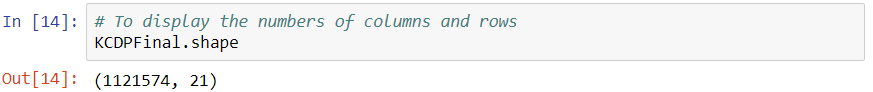 In [14]: # To display the numbers of columns and rows
KCDPFinal.shape
Out[14]: (1121574, 21)